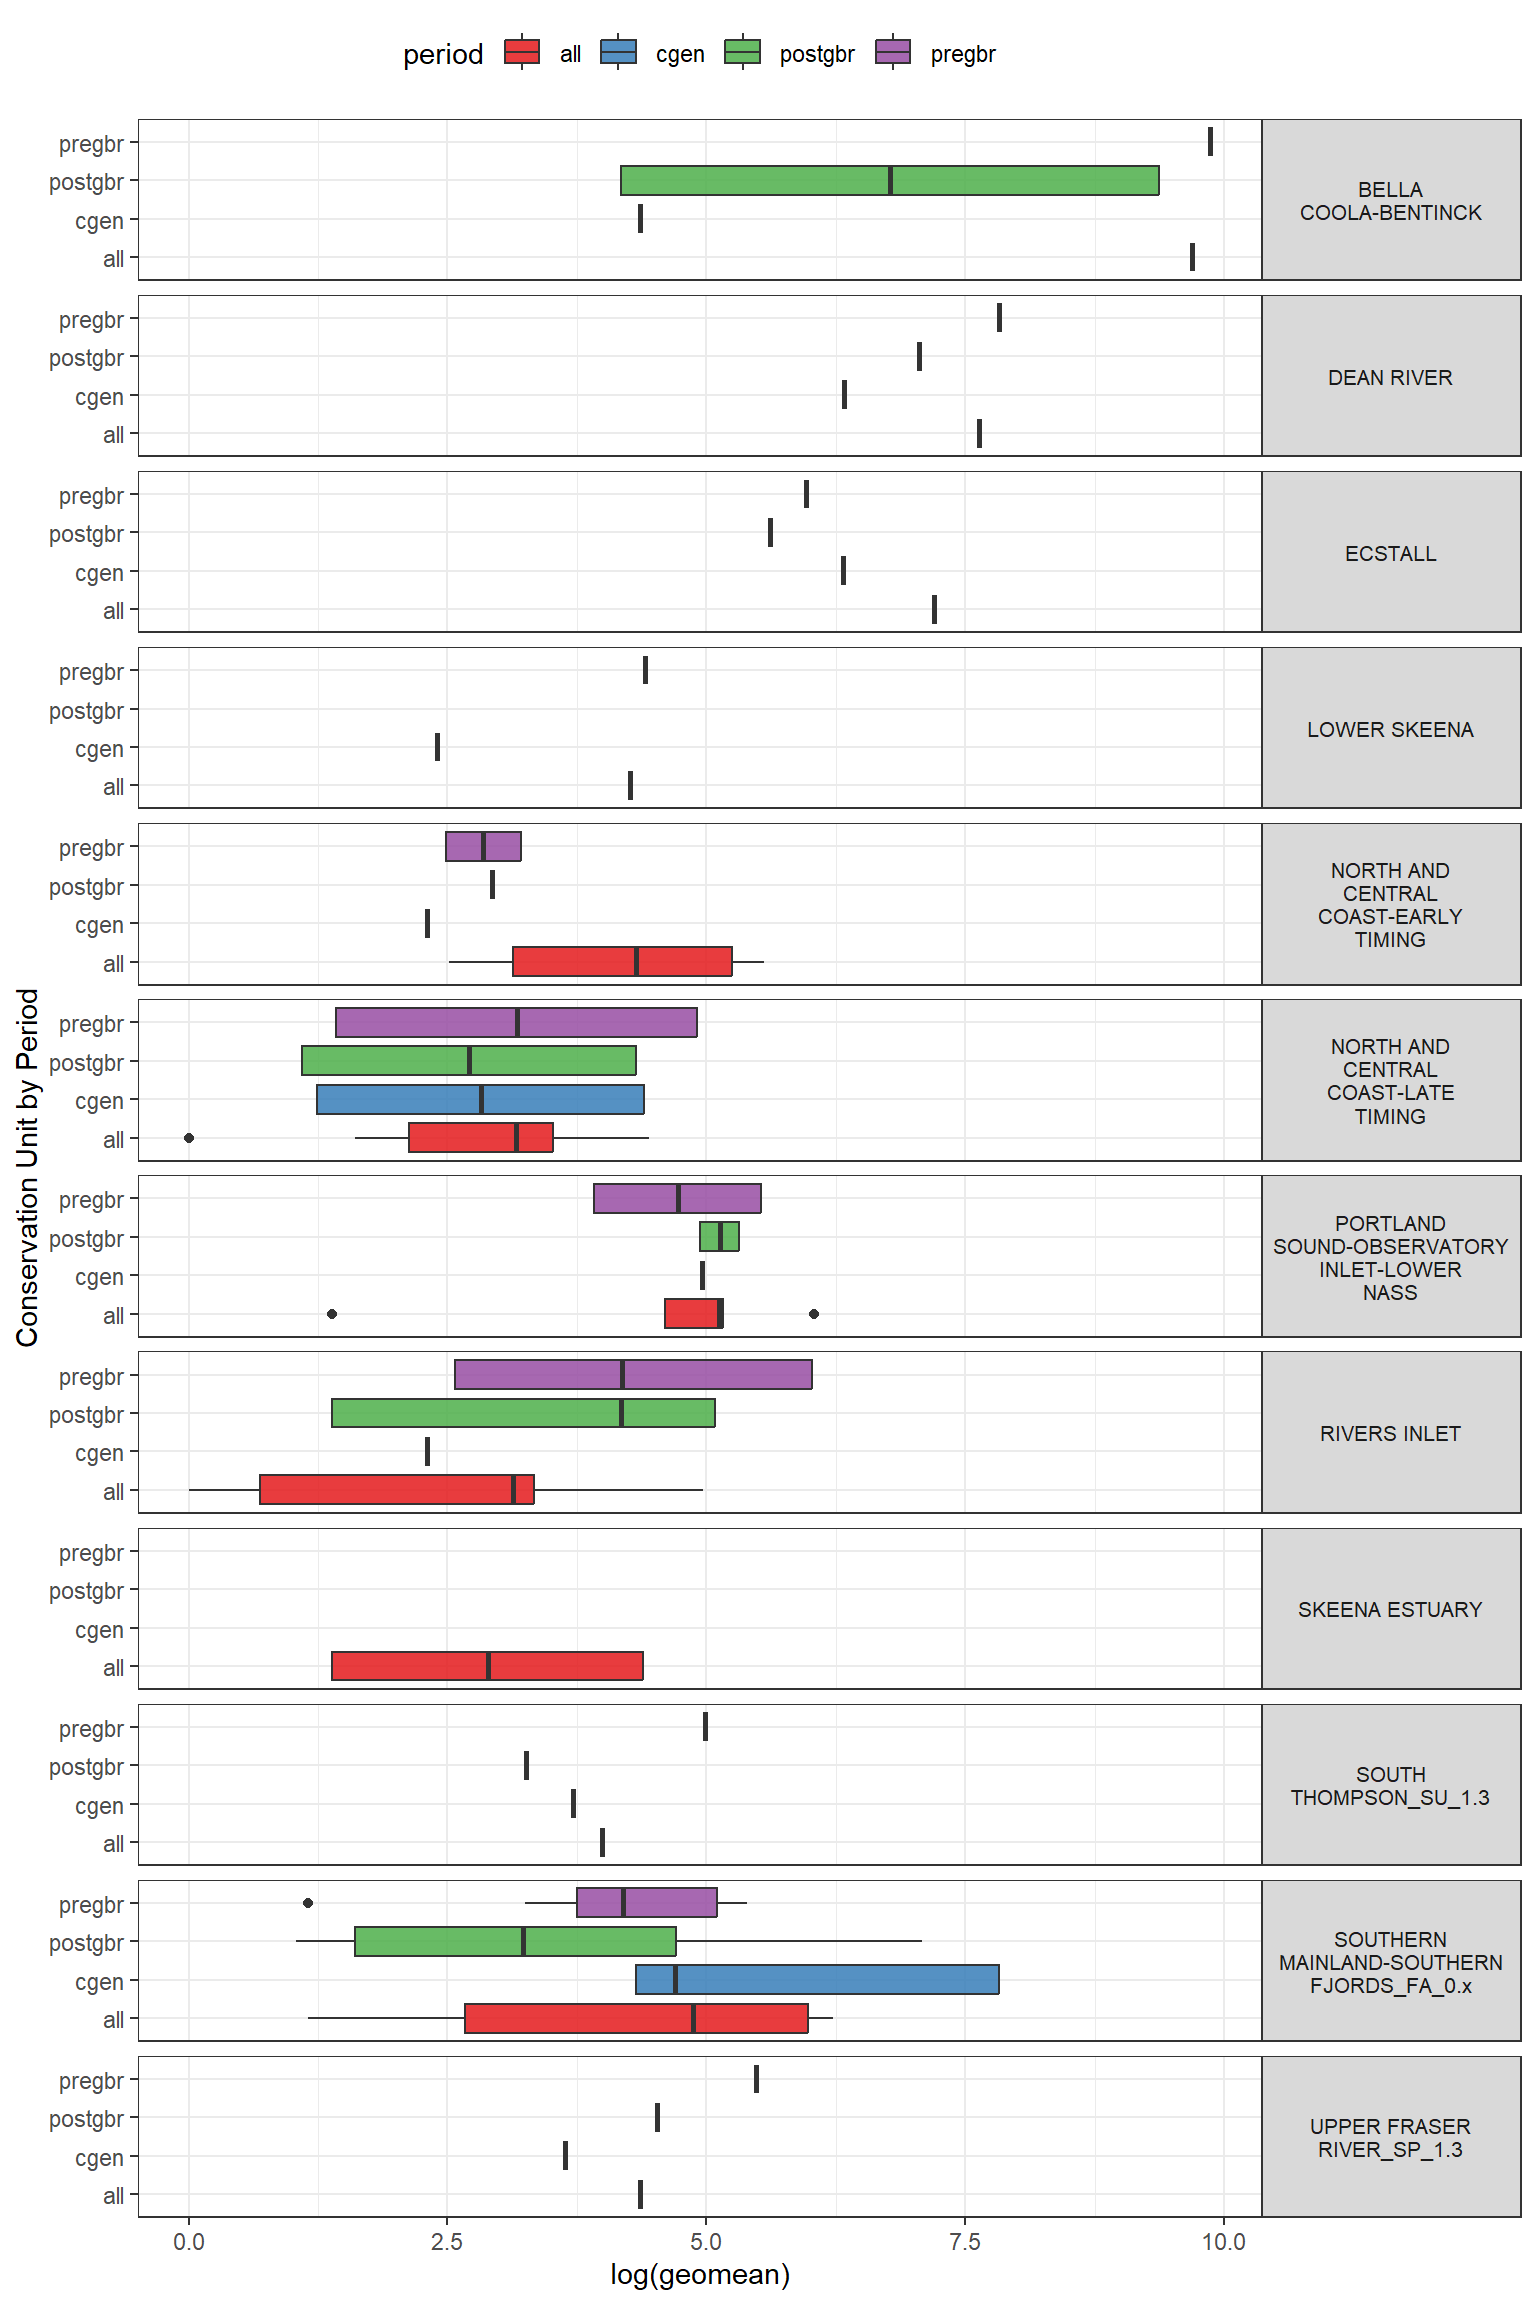 period all cgen postgbr pregbr
pregbr
postgbr
cgen
all
BELLA
COOLA-BENTINCK
pregbr
postgbr
cgen
all
DEAN RIVER
pregbr
postgbr
cgen
all
ECSTALL
pregbr
postgbr
cgen
all
LOWER SKEENA
pregbr
postgbr
cgen
all
NORTH AND
CENTRAL
COAST-EARLY
TIMING
pregbr
postgbr
cgen
all
NORTH AND
CENTRAL
COAST-LATE
TIMING
pregbr
postgbr
cgen
all
PORTLAND
SOUND-OBSERVATORY
INLET-LOWER
NASS
pregbr
postgbr
cgen
all
RIVERS INLET
pregbr
postgbr
cgen
all
SKEENA ESTUARY
pregbr
postgbr
cgen
all
SOUTH
THOMPSON_SU_1.3
pregbr
postgbr
cgen
all
SOUTHERN
MAINLAND-SOUTHERN
FJORDS_FA_0.x
pregbr
postgbr
cgen
all
UPPER FRASER
RIVER_SP_1.3
0.0 2.5 5.0 7.5 10.0
log(geomean)
Conservation Unit by Period